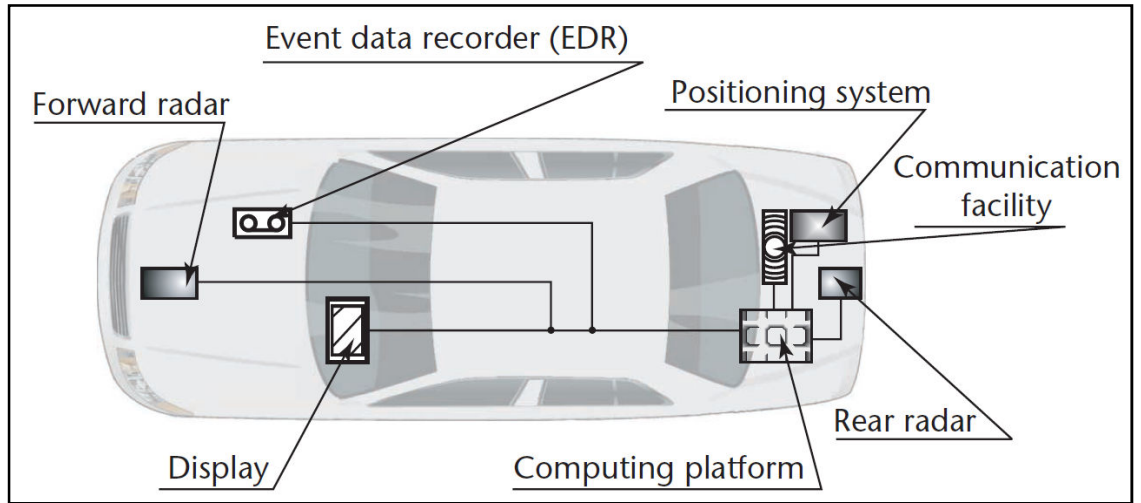 Event data recorder (EDR)
Forward radar
Positioning system
Communication
facility
Rear radar
Display
Computing platform